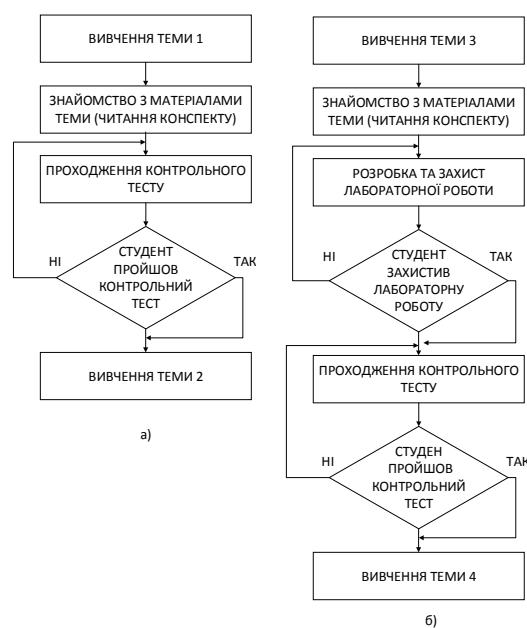 ВИВЧЕННЯ ТЕМИ 1
ЗНАЙОМСТВО З МАТЕРІАЛАМИ
ТЕМИ (ЧИТАННЯ КОНСПЕКТУ)
ПРОХОДЖЕННЯ КОНТРОЛЬНОГО
ТЕСТУ
НІ
СТУДЕНТ
ПРОЙШОВ
КОНТРОЛЬНИЙ
ТЕСТ
ТАК
ВИВЧЕННЯ ТЕМИ 2
а)
ВИВЧЕННЯ ТЕМИ 3
ЗНАЙОМСТВО З МАТЕРІАЛАМИ
ТЕМИ (ЧИТАННЯ КОНСПЕКТУ)
РОЗРОБКА ТА ЗАХИСТ
ЛАБОРАТОРНОЇ РОБОТИ
НІ
СТУДЕНТ
ЗАХИСТИВ
ЛАБОРАТОРНУ
РОБОТУ
ТАК
ПРОХОДЖЕННЯ КОНТРОЛЬНОГО
ТЕСТУ
НІ
СТУДЕН
ПРОЙШОВ
КОНТРОЛЬНИЙ
ТЕСТ
ТАК
ВИВЧЕННЯ ТЕМИ 4
б)